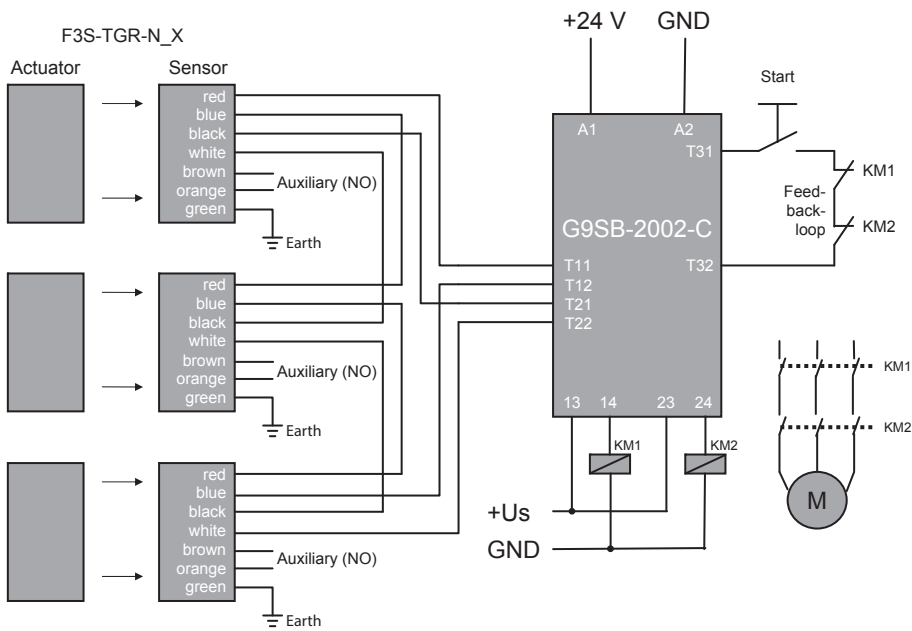 F3S-TGR-N_X
Actuator
Sensor
red
blue
black
white
brown
orange
green
Auxiliary (NO)
Earth
red
blue
black
white
brown
orange
green
Auxiliary (NO)
Earth
red
blue
black
white
brown
orange
green
Auxiliary (NO)
Earth
+24 V
GND
A1
A2
T31
G9SB-2002-C
T11
T12
T21
T22
T32
13
14
23
24
Start
KM1
Feed-
back-
loop
KM2
KM1
KM2
+Us
GND
KM1
KM2
M